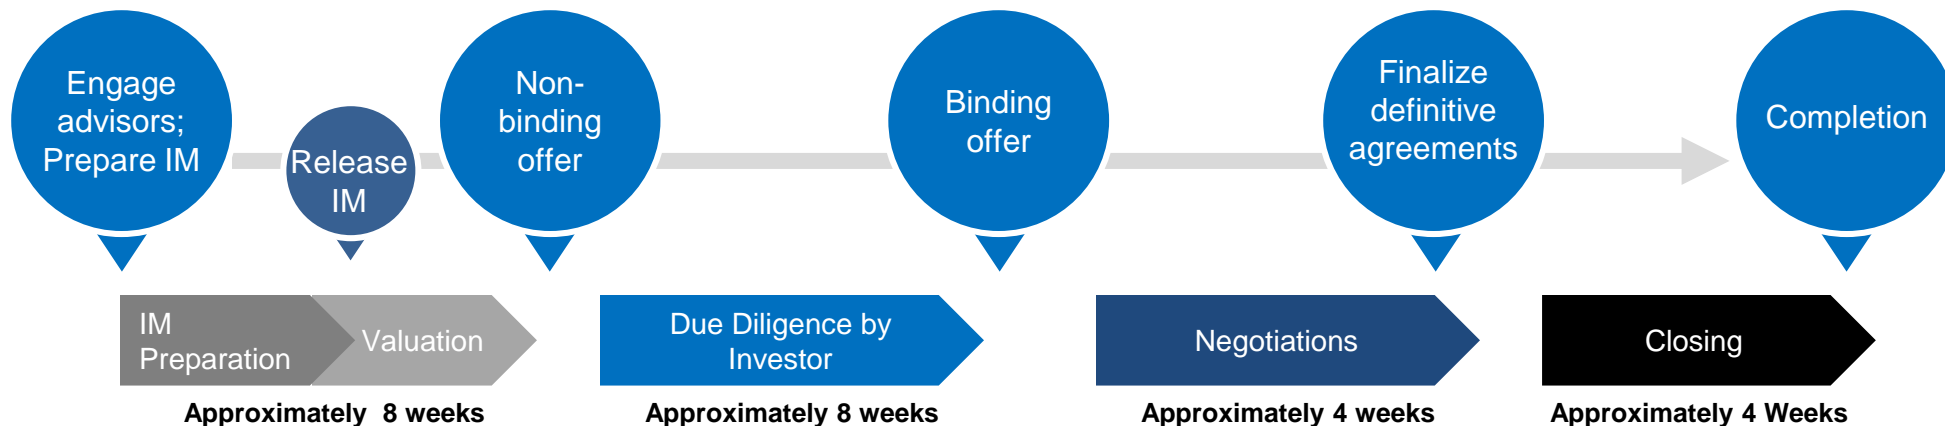 Engage
advisors;
Prepare IM
Release
IM
Non-
binding
offer
Binding
offer
Finalize
definitive
agreements
Completion
IM
Preparation
Valuation
Due Diligence by
Investor
Negotiations
Closing
Approximately  8 weeks
Approximately 8 weeks
Approximately 4 weeks
Approximately 4 Weeks